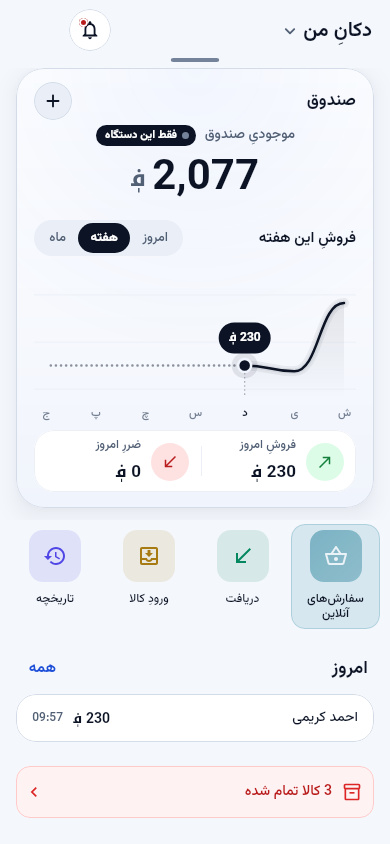 دکانِ من
صندوق
موجودیِ صندوق
فقط این دستگاه
2,077 ؋
فروشِ این هفته
امروز
هفته
ماه
230 ؋
ش ی د س چ پ ج
فروشِ امروز
230 ؋
ضررِ امروز
0 ؋
سفارش‌های آنلاین
دریافت
ورودِ کالا
تاریخچه
امروز
همه
احمد کریمی
230 ؋
09:57
3 کالا تمام شده